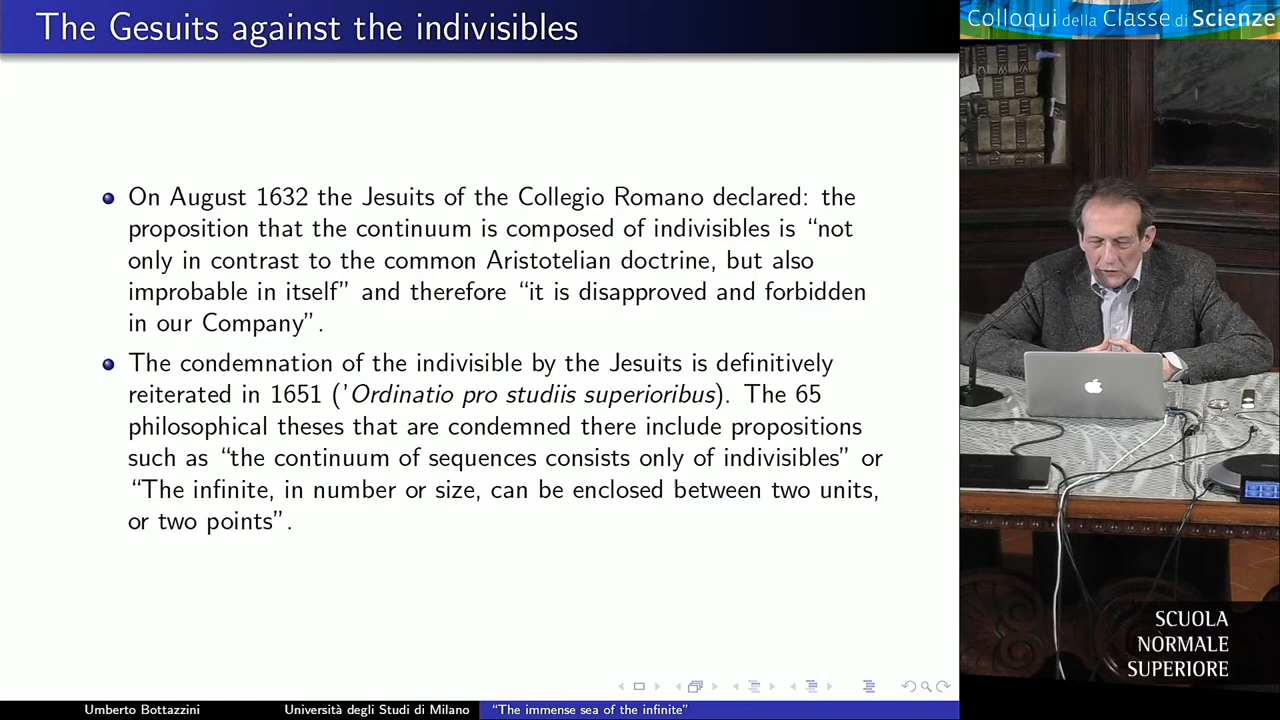 The Gesuits against the indivisibles
Colloqui della Classe di Scienze
On August 1632 the Jesuits of the Collegio Romano declared: the
proposition that the continuum is composed of indivisibles is “not
only in contrast to the common Aristotelian doctrine, but also
improbable in itself” and therefore “it is disapproved and forbidden
in our Company”.
The condemnation of the indivisible by the Jesuits is definitively
reiterated in 1651 (’Ordinatio pro studiis superioribus). The 65
philosophical theses that are condemned there include propositions
such as “the continuum of sequences consists only of indivisibles” or
“The infinite, in number or size, can be enclosed between two units,
or two points”.
SCUOLA
NORMALE
SUPERIORE
Umberto Bottazzini
Università degli Studi di Milano
“The immense sea of the infinite”